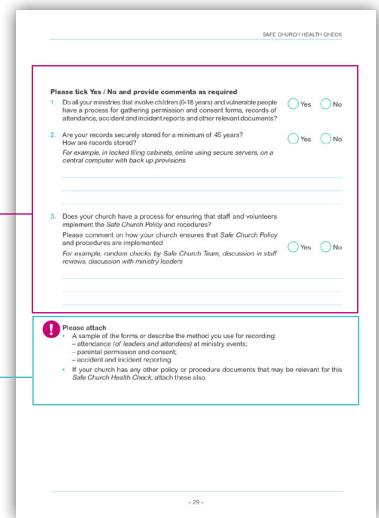 SAFE CHURCH HEALTH CHECK
Please tick Yes / No and provide comments as required
1. Do all your ministries that involve children (0-18 years) and vulnerable people
have a process for gathering permission and consent forms, records of
attendance, accident and incident reports and other relevant documents?
Yes No
2. Are your records securely stored for a minimum of 45 years?
How are records stored?
Yes No
For example, in locked filing cabinets, online using secure servers, on a
central computer with back up provisions
3. Does your church have a process for ensuring that staff and volunteers
implement the Safe Church Policy and rocedures?
Please comment on how your church ensures that Safe Church Policy
and procedures are implemented
Yes No
For example, random checks by Safe Church Team, discussion in staff
reviews, discussion with ministry leaders
! Please attach
• A sample of the forms or describe the method you use for recording:
– attendance (of leaders and attendees) at ministry events;
– parental permission and consent;
– accident and incident reporting
• If your church has any other policy or procedure documents that may be relevant for this
Safe Church Health Check, attach these also.
– 29 –